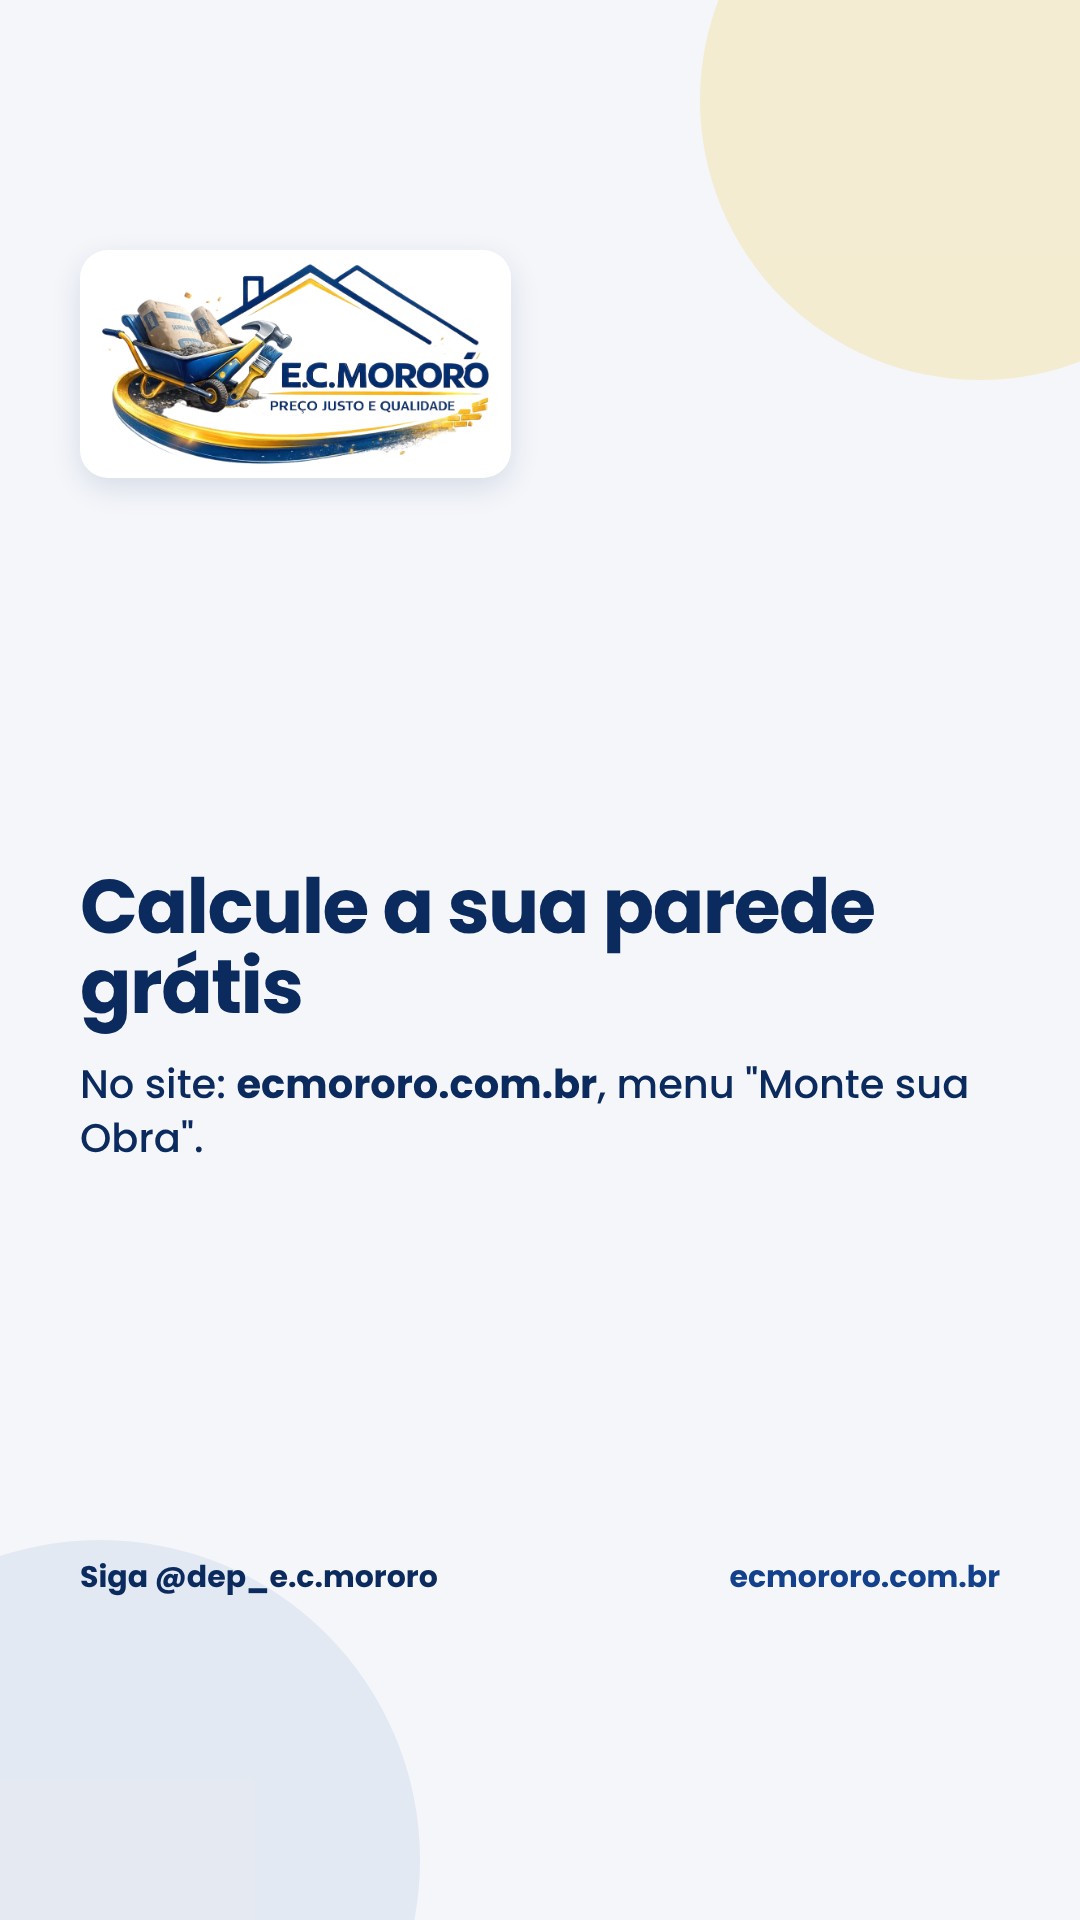 E.C.MORORÓ
PREÇO JUSTO E QUALIDADE
Calcule a sua parede
grátis
No site: ecmororo.com.br, menu "Monte sua
Obra".
Siga @dep_e.c.mororo
ecmororo.com.br